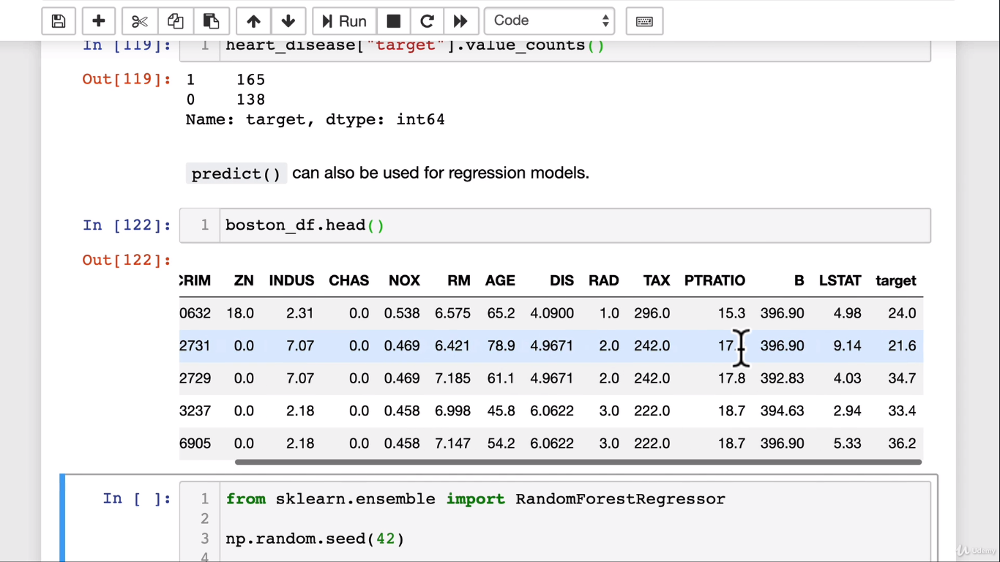 Run
Code
In [119]: 1 heart_disease["target"].value_counts()
Out[119]: 1 165
0 138
Name: target, dtype: int64
predict() can also be used for regression models.
In [122]: 1 boston_df.head()
Out[122]:
CRIM ZN INDUS CHAS NOX RM AGE DIS RAD TAX PTRATIO B LSTAT target
0632 18.0 2.31 0.0 0.538 6.575 65.2 4.0900 1.0 296.0 15.3 396.90 4.98 24.0
2731 0.0 7.07 0.0 0.469 6.421 78.9 4.9671 2.0 242.0 17. 396.90 9.14 21.6
2729 0.0 7.07 0.0 0.469 7.185 61.1 4.9671 2.0 242.0 17.8 392.83 4.03 34.7
3237 0.0 2.18 0.0 0.458 6.998 45.8 6.0622 3.0 222.0 18.7 394.63 2.94 33.4
6905 0.0 2.18 0.0 0.458 7.147 54.2 6.0622 3.0 222.0 18.7 396.90 5.33 36.2
In [ ]: 1 from sklearn.ensemble import RandomForestRegressor
2
3 np.random.seed(42)
4
Udemy